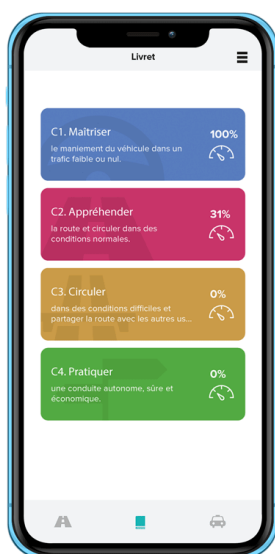 Livret
C1. Maîtriser
100%
le maniement du véhicule dans un
trafic faible ou nul.
C2. Appréhender
31%
la route et circuler dans des
conditions normales.
C3. Circuler
0%
dans des conditions difficiles et
partager la route avec les autres us...
C4. Pratiquer
0%
une conduite autonome, sûre et
économique.